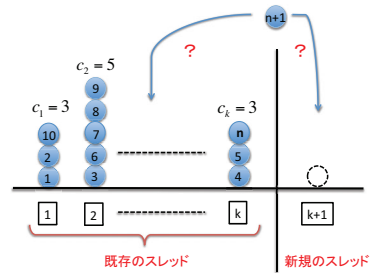 n+1
? ?
c₂ = 5
c₁ = 3
cₖ = 3
9
8
10 7 n
2 6 5
1 3 4
1 2 k k+1
既存のスレッド 新規のスレッド